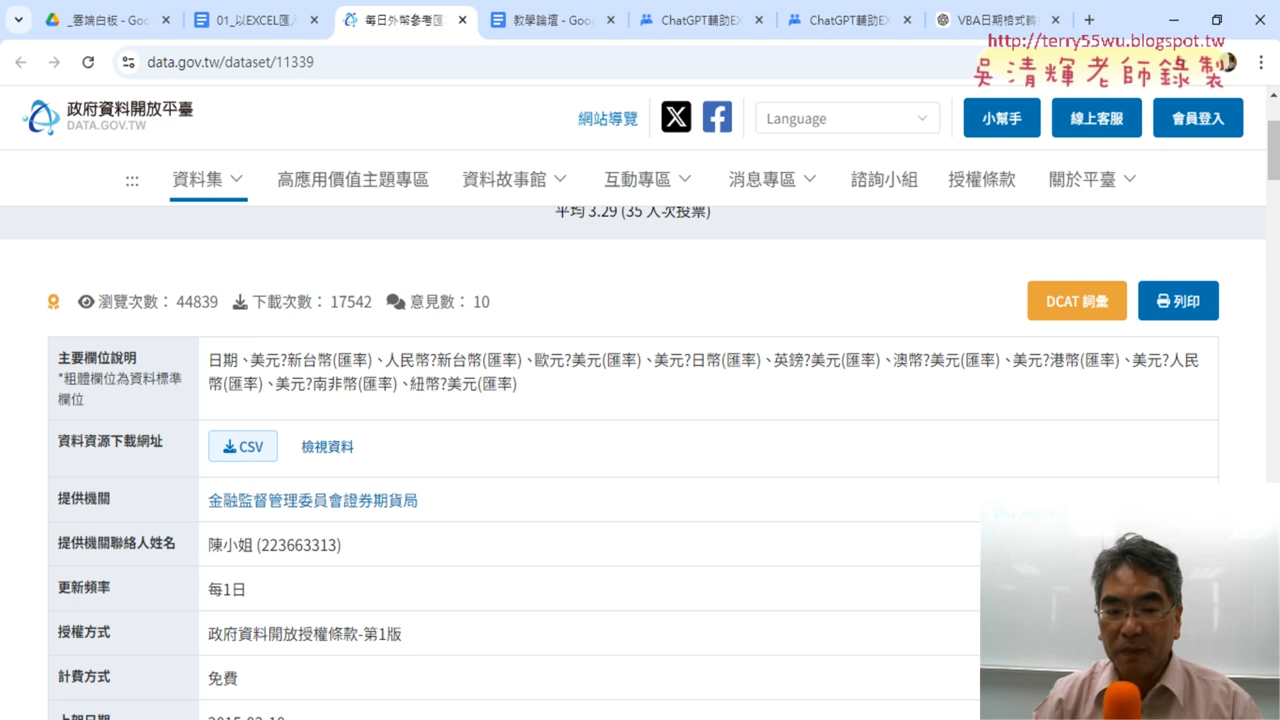 _雲端白板 - Goo
01_以EXCEL匯入
每日外幣參考匯
教學論壇 - Goog
ChatGPT輔助EX
ChatGPT輔助EX
VBA日期格式轉
http://terry55wu.blogspot.tw
data.gov.tw/dataset/11339
吳清輝老師錄製
政府資料開放平臺
DATA.GOV.TW
網站導覽
Language
小幫手
線上客服
會員登入
資料集
高應用價值主題專區
資料故事館
互動專區
消息專區
諮詢小組
授權條款
關於平臺
平均 3.29 (35 人次投票)
瀏覽次數： 44839
下載次數： 17542
意見數： 10
DCAT 詞彙
列印
主要欄位說明
*粗體欄位為資料標準
欄位
日期、美元?新台幣(匯率)、人民幣?新台幣(匯率)、歐元?美元(匯率)、美元?日幣(匯率)、英鎊?美元(匯率)、澳幣?美元(匯率)、美元?港幣(匯率)、美元?人民
幣(匯率)、美元?南非幣(匯率)、紐幣?美元(匯率)
資料資源下載網址
CSV
檢視資料
提供機關
金融監督管理委員會證券期貨局
提供機關聯絡人姓名
陳小姐 (223663313)
更新頻率
每1日
授權方式
政府資料開放授權條款-第1版
計費方式
免費
上架日期
2015-02-10